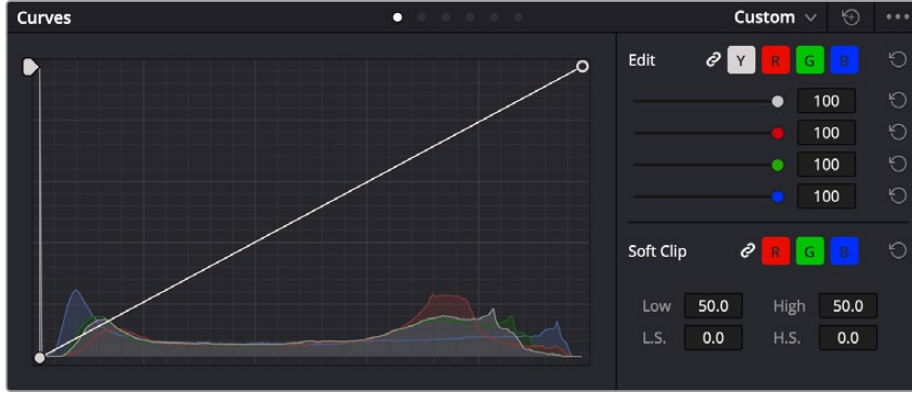 Curves Custom
Edit Y R G B
100
100
100
100
Soft Clip R G B
Low 50.0 High 50.0
L.S. 0.0 H.S. 0.0